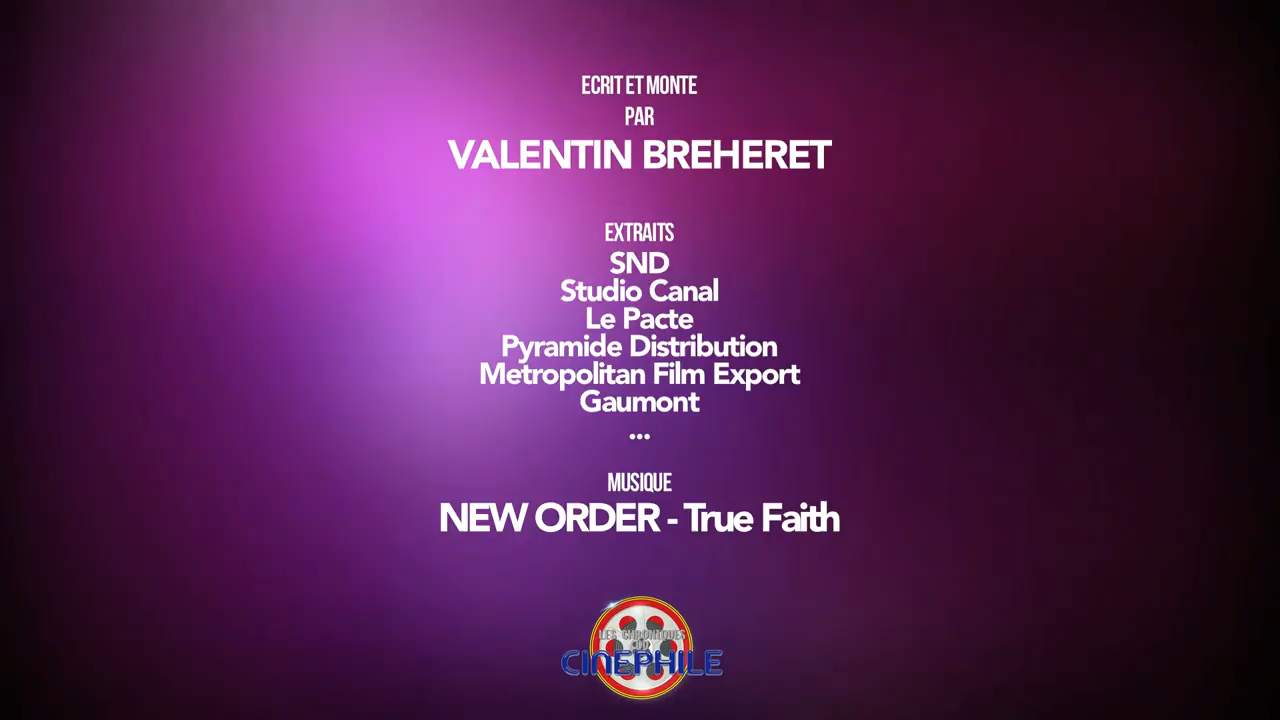 ECRIT ET MONTE
PAR
VALENTIN BREHERET
EXTRAITS
SND
Studio Canal
Le Pacte
Pyramide Distribution
Metropolitan Film Export
Gaumont
...
MUSIQUE
NEW ORDER - True Faith
LES CHRONIQUES
DU
CINEPHILE